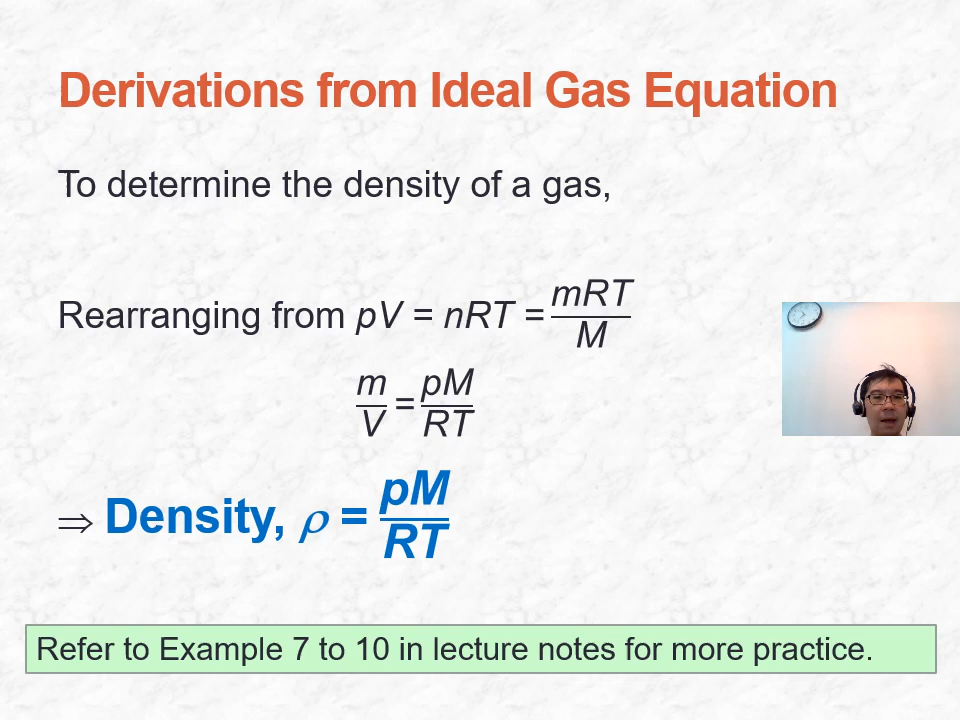 Derivations from Ideal Gas Equation
To determine the density of a gas,
Rearranging from pV = nRT = mRT/M
m/V = pM/RT
⇒ Density, ρ = pM/RT
Refer to Example 7 to 10 in lecture notes for more practice.